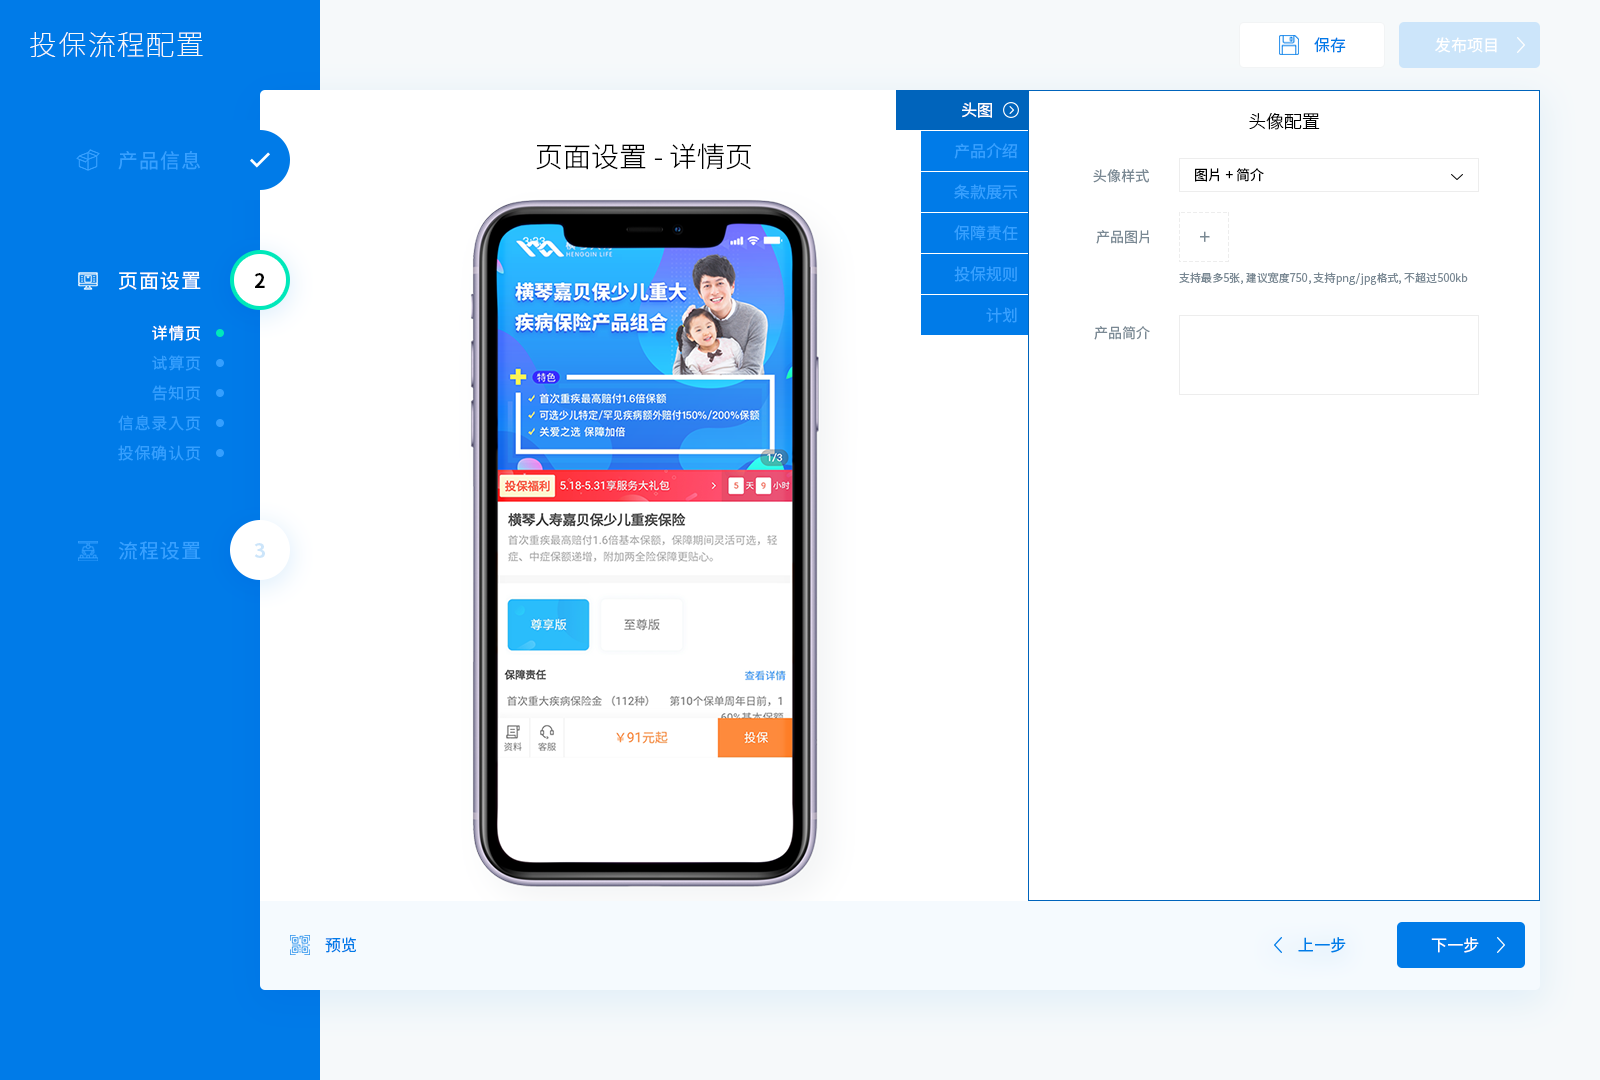 投保流程配置
保存
发布项目
产品信息
页面设置
2
详情页
试算页
告知页
信息录入页
投保确认页
流程设置
3
页面设置 - 详情页
HENGQIN LIFE
横琴嘉贝保少儿重大
疾病保险产品组合
特色
首次重疾最高赔付1.6倍保额
可选少儿特定/罕见疾病额外赔付150%/200%保额
关爱之选 保障加倍
1/3
投保福利 5.18-5.31享服务大礼包 5 天 9 小时
横琴人寿嘉贝保少儿重疾保险
首次重疾最高赔付1.6倍基本保额，保障期间灵活可选，轻
症、中症保额递增，附加两全险保障更贴心。
尊享版
至尊版
保障责任 查看详情
首次重大疾病保险金 （112种） 第10个保单周年日前，1
60%基本保额
资料
客服
￥91元起
投保
头图
产品介绍
条款展示
保障责任
投保规则
计划
头像配置
头像样式 图片 + 简介
产品图片 +
支持最多5张, 建议宽度750, 支持png/jpg格式, 不超过500kb
产品简介
预览
上一步
下一步